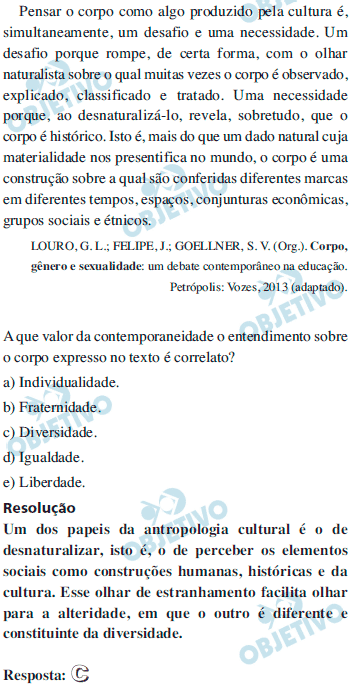 Pensar o corpo como algo produzido pela cultura é,
simultaneamente, um desafio e uma necessidade. Um
desafio porque rompe, de certa forma, com o olhar
naturalista sobre o qual muitas vezes o corpo é observado,
explicado, classificado e tratado. Uma necessidade
porque, ao desnaturalizá-lo, revela, sobretudo, que o
corpo é histórico. Isto é, mais do que um dado natural cuja
materialidade nos presentifica no mundo, o corpo é uma
construção sobre a qual são conferidas diferentes marcas
em diferentes tempos, espaços, conjunturas econômicas,
grupos sociais e étnicos.
LOURO, G. L.; FELIPE, J.; GOELLNER, S. V. (Org.). Corpo,
gênero e sexualidade: um debate contemporâneo na educação.
Petrópolis: Vozes, 2013 (adaptado).
A que valor da contemporaneidade o entendimento sobre
o corpo expresso no texto é correlato?
a) Individualidade.
b) Fraternidade.
c) Diversidade.
d) Igualdade.
e) Liberdade.
Resolução
Um dos papeis da antropologia cultural é o de
desnaturalizar, isto é, o de perceber os elementos
sociais como construções humanas, históricas e da
cultura. Esse olhar de estranhamento facilita olhar
para a alteridade, em que o outro é diferente e
constituinte da diversidade.
Resposta: C
OBJETIVO
OBJETIVO
OBJETIVO
OBJETIVO
OBJETIVO
OBJETIVO
OBJETIVO